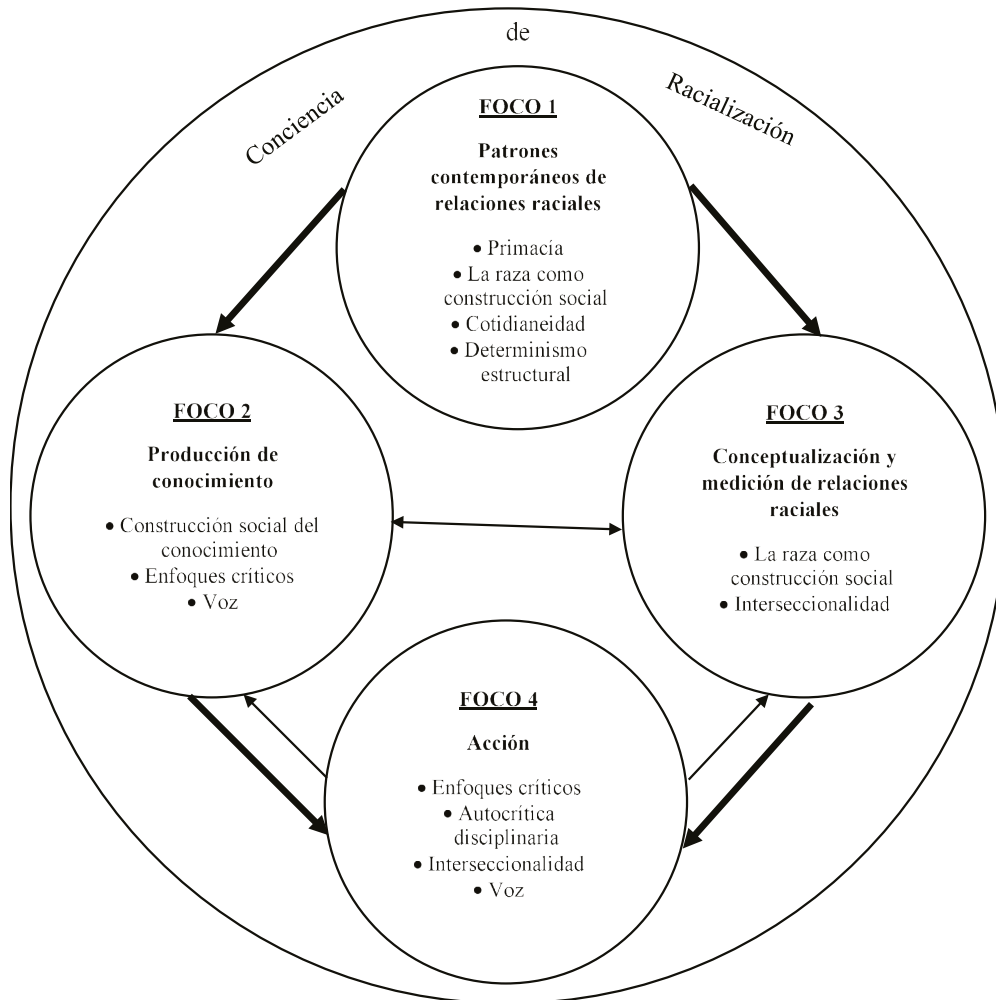 de
Conciencia
Racialización
FOCO 1
Patrones
contemporáneos de
relaciones raciales
• Primacía
• La raza como
construcción social
• Cotidianeidad
• Determinismo
estructural
FOCO 2
Producción de
conocimiento
• Construcción social del
conocimiento
• Enfoques críticos
• Voz
FOCO 3
Conceptualización y
medición de relaciones
raciales
• La raza como
construcción social
• Interseccionalidad
FOCO 4
Acción
• Enfoques críticos
• Autocrítica
disciplinaria
• Interseccionalidad
• Voz